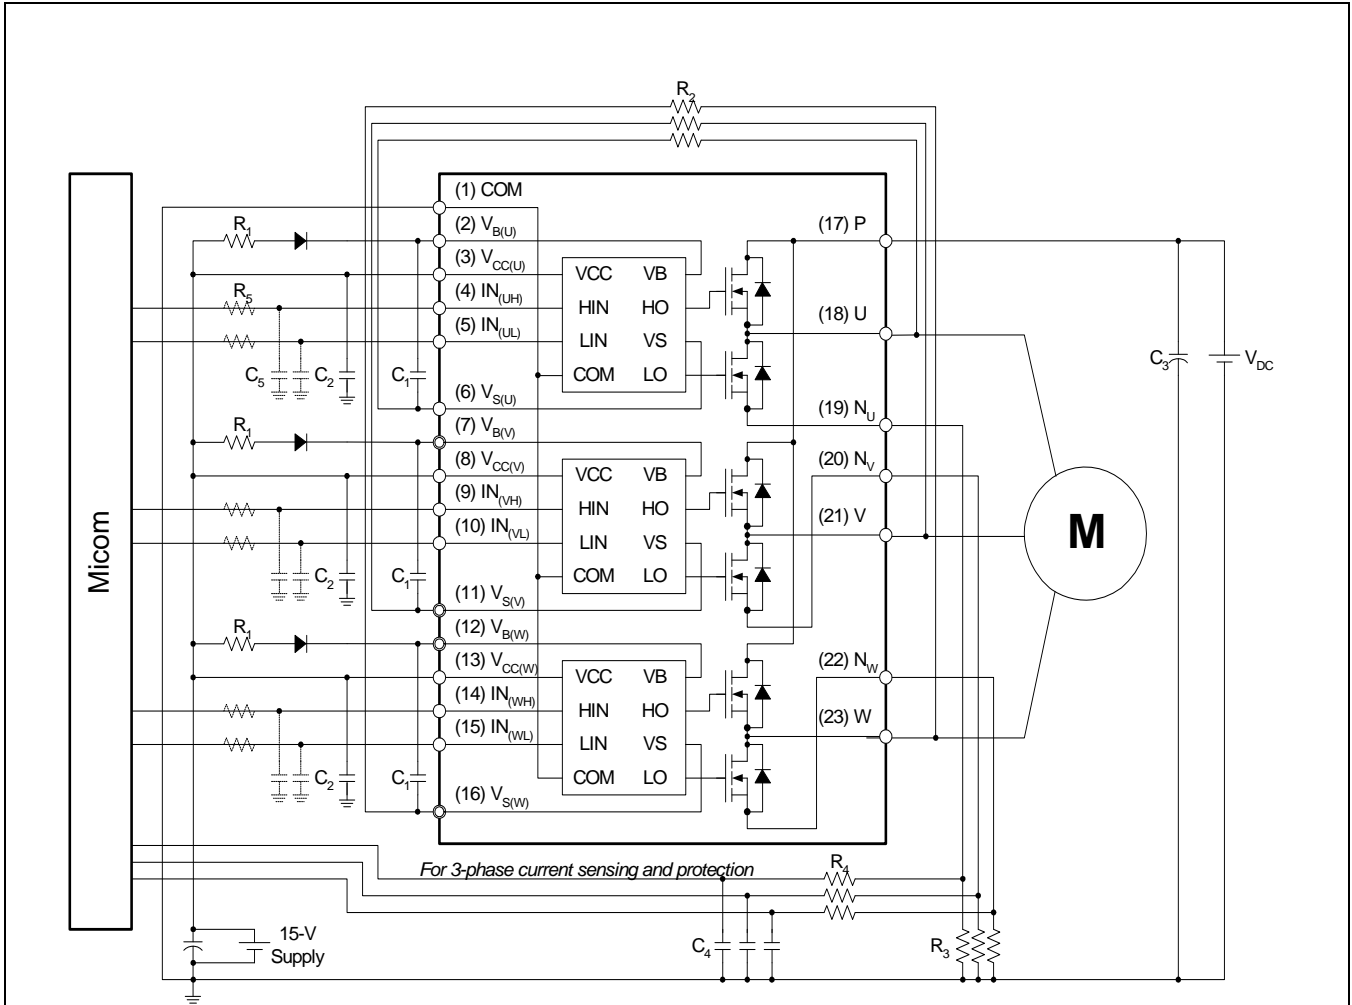 R2
(1) COM
(2) VB(U)
R1
(17) P
(3) VCC(U)
VCC VB
R5
(4) IN(UH)
HIN HO
(18) U
(5) IN(UL)
LIN VS
C3
VDC
C5 C2 C1
COM LO
(6) VS(U)
(19) NU
R1
(7) VB(V)
(20) NV
(8) VCC(V)
VCC VB
(9) IN(VH)
HIN HO
(21) V
M
(10) IN(VL)
LIN VS
Micom
C2 C1
COM LO
(11) VS(V)
R1
(12) VB(W)
(22) NW
(13) VCC(W)
VCC VB
(14) IN(WH)
HIN HO
(23) W
(15) IN(WL)
LIN VS
C2 C1
COM LO
(16) VS(W)
For 3-phase current sensing and protection
R4
15-V
Supply
C4
R3